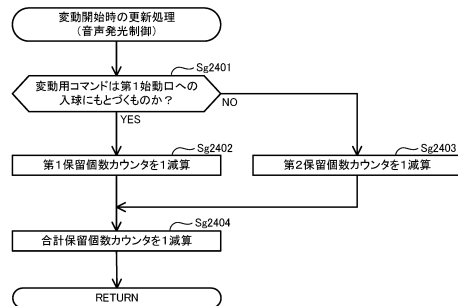 変動開始時の更新処理
(音声発光制御)
Sg2401
変動用コマンドは第1始動口への
入球にもとづくものか？
NO
YES
Sg2402
第1保留個数カウンタを1減算
Sg2403
第2保留個数カウンタを1減算
Sg2404
合計保留個数カウンタを1減算
RETURN